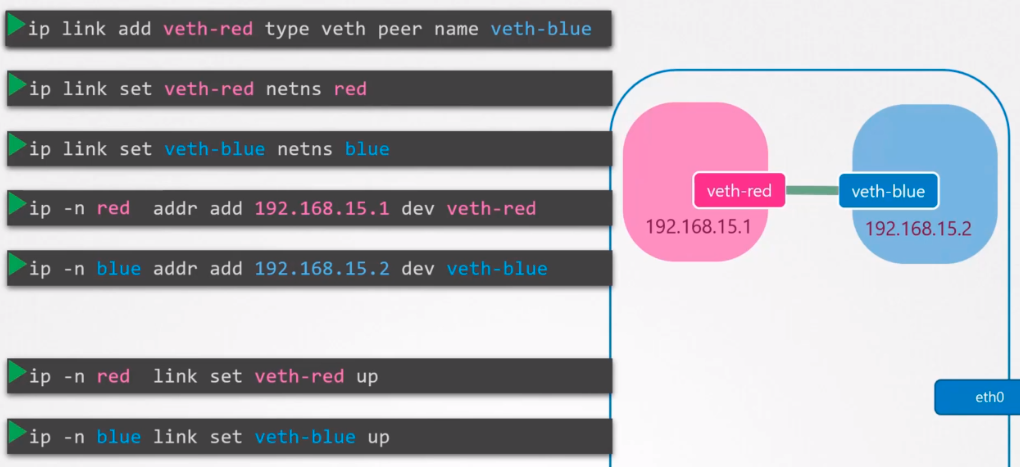 ip link add veth-red type veth peer name veth-blue
ip link set veth-red netns red
ip link set veth-blue netns blue
ip -n red addr add 192.168.15.1 dev veth-red
ip -n blue addr add 192.168.15.2 dev veth-blue
ip -n red link set veth-red up
ip -n blue link set veth-blue up
veth-red
veth-blue
192.168.15.1
192.168.15.2
eth0